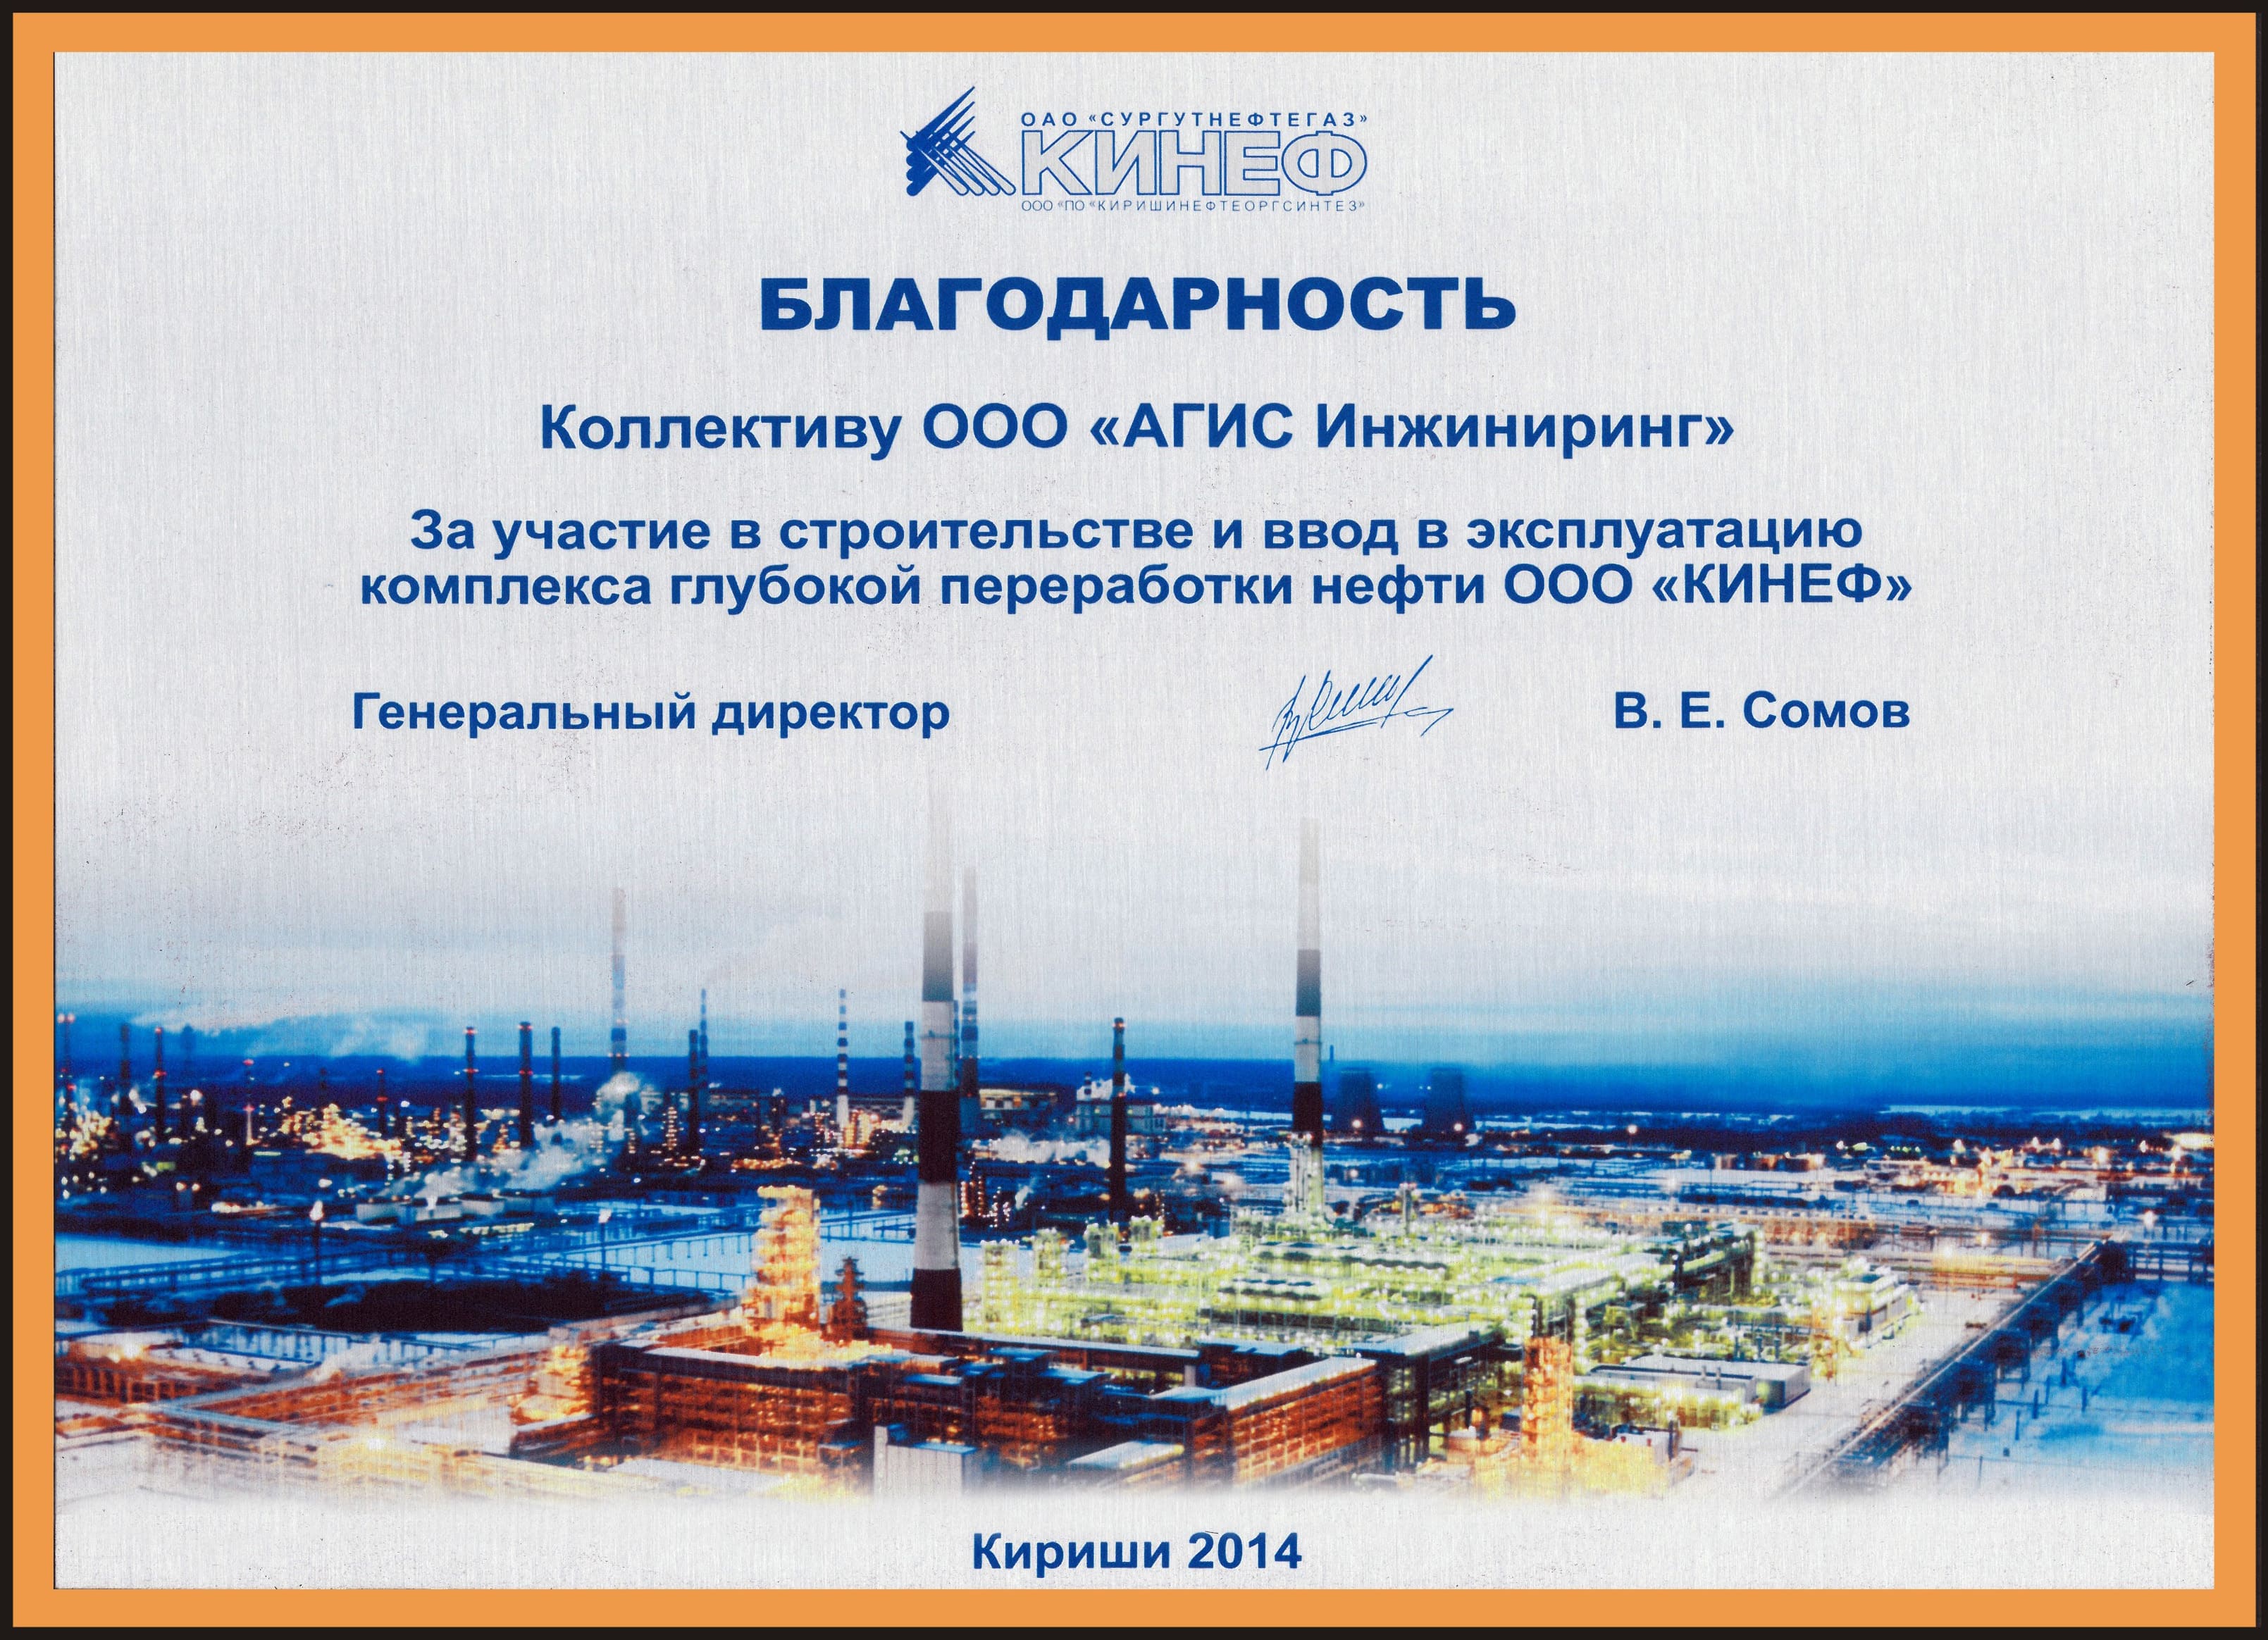 ОАО «СУРГУТНЕФТЕГАЗ»
КИНЕФ
ООО «ПО «КИРИШИНЕФТЕОРГСИНТЕЗ»
БЛАГОДАРНОСТЬ
Коллективу ООО «АГИС Инжиниринг»
За участие в строительстве и ввод в эксплуатацию
комплекса глубокой переработки нефти ООО «КИНЕФ»
Генеральный директор В. Е. Сомов
Кириши 2014